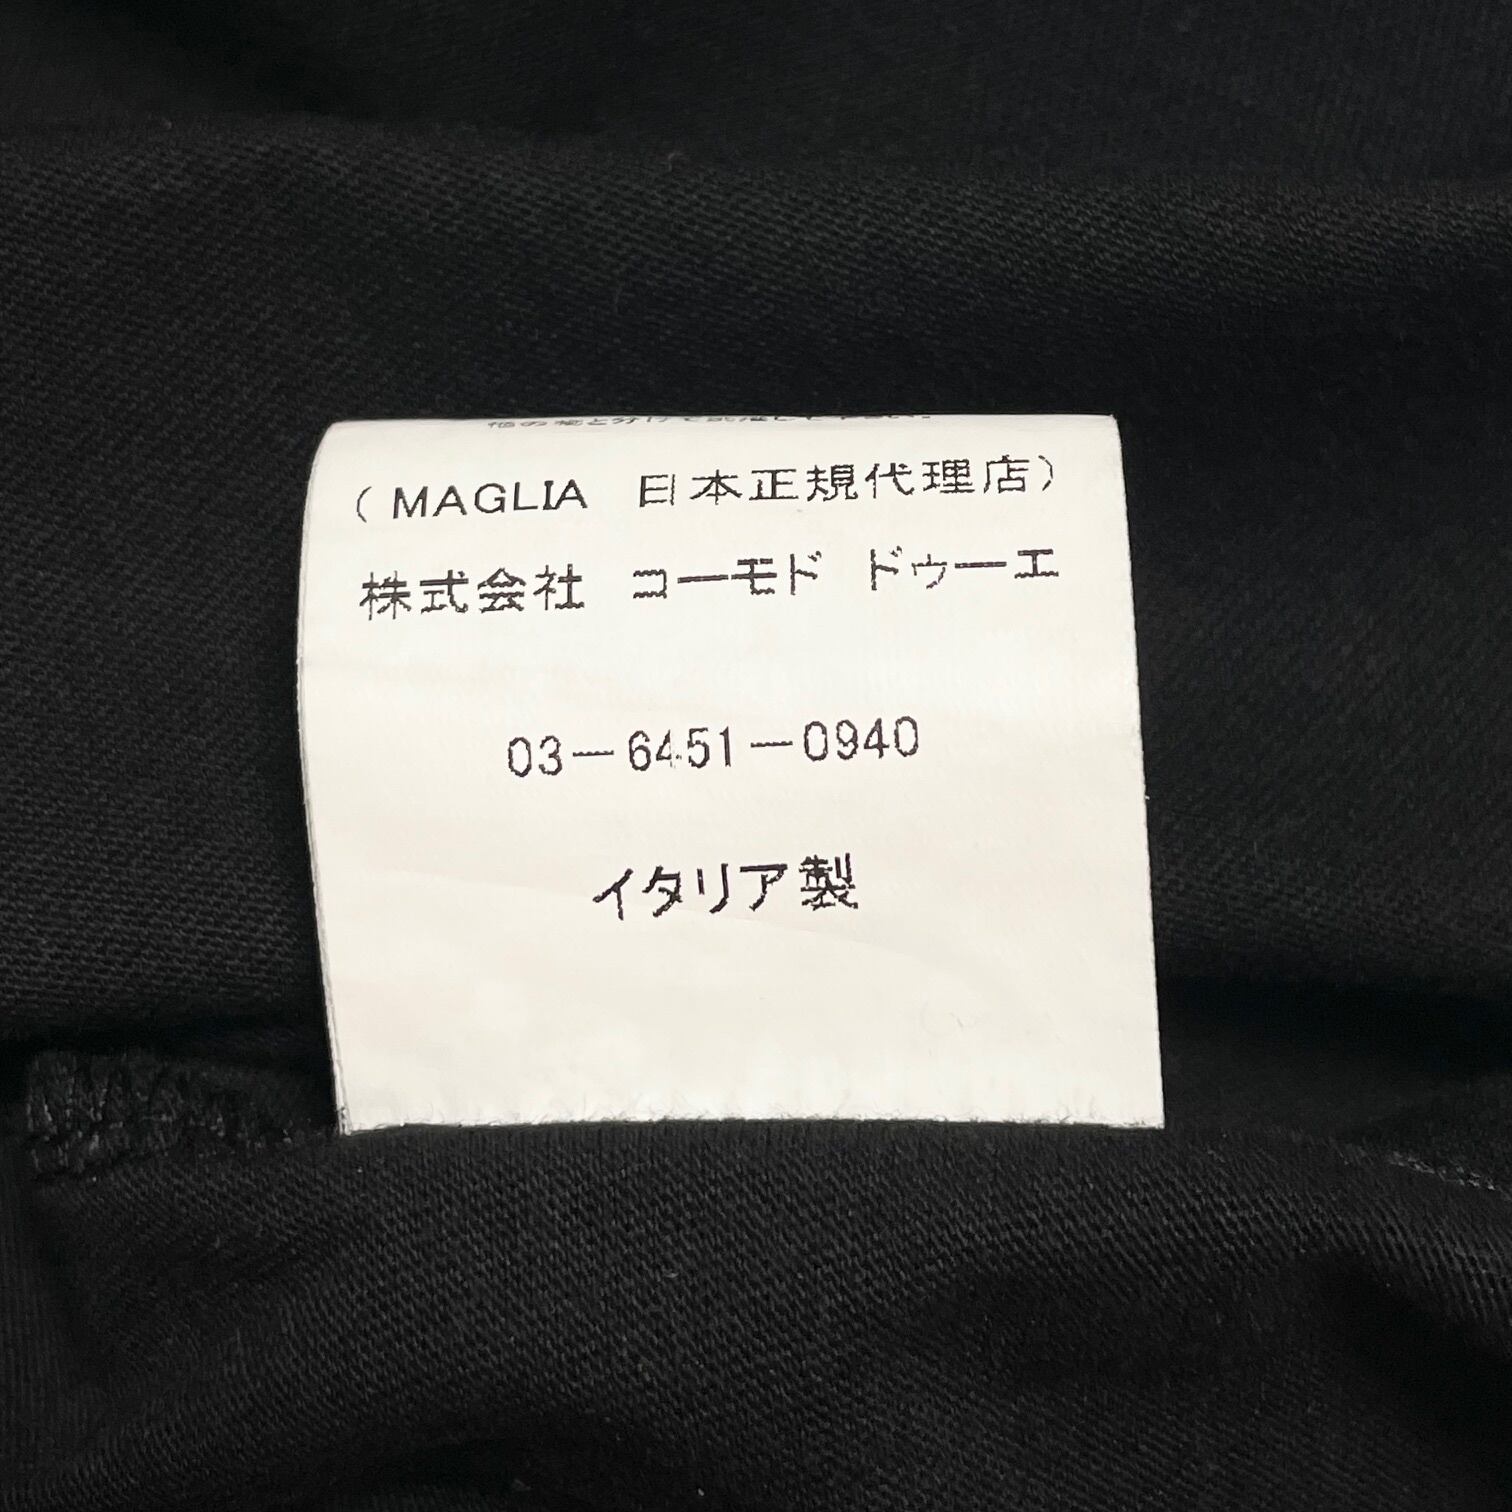 （MAGLIA 日本正規代理店）
株式会社 コーモド ドゥーエ
03－6451－0940
イタリア製